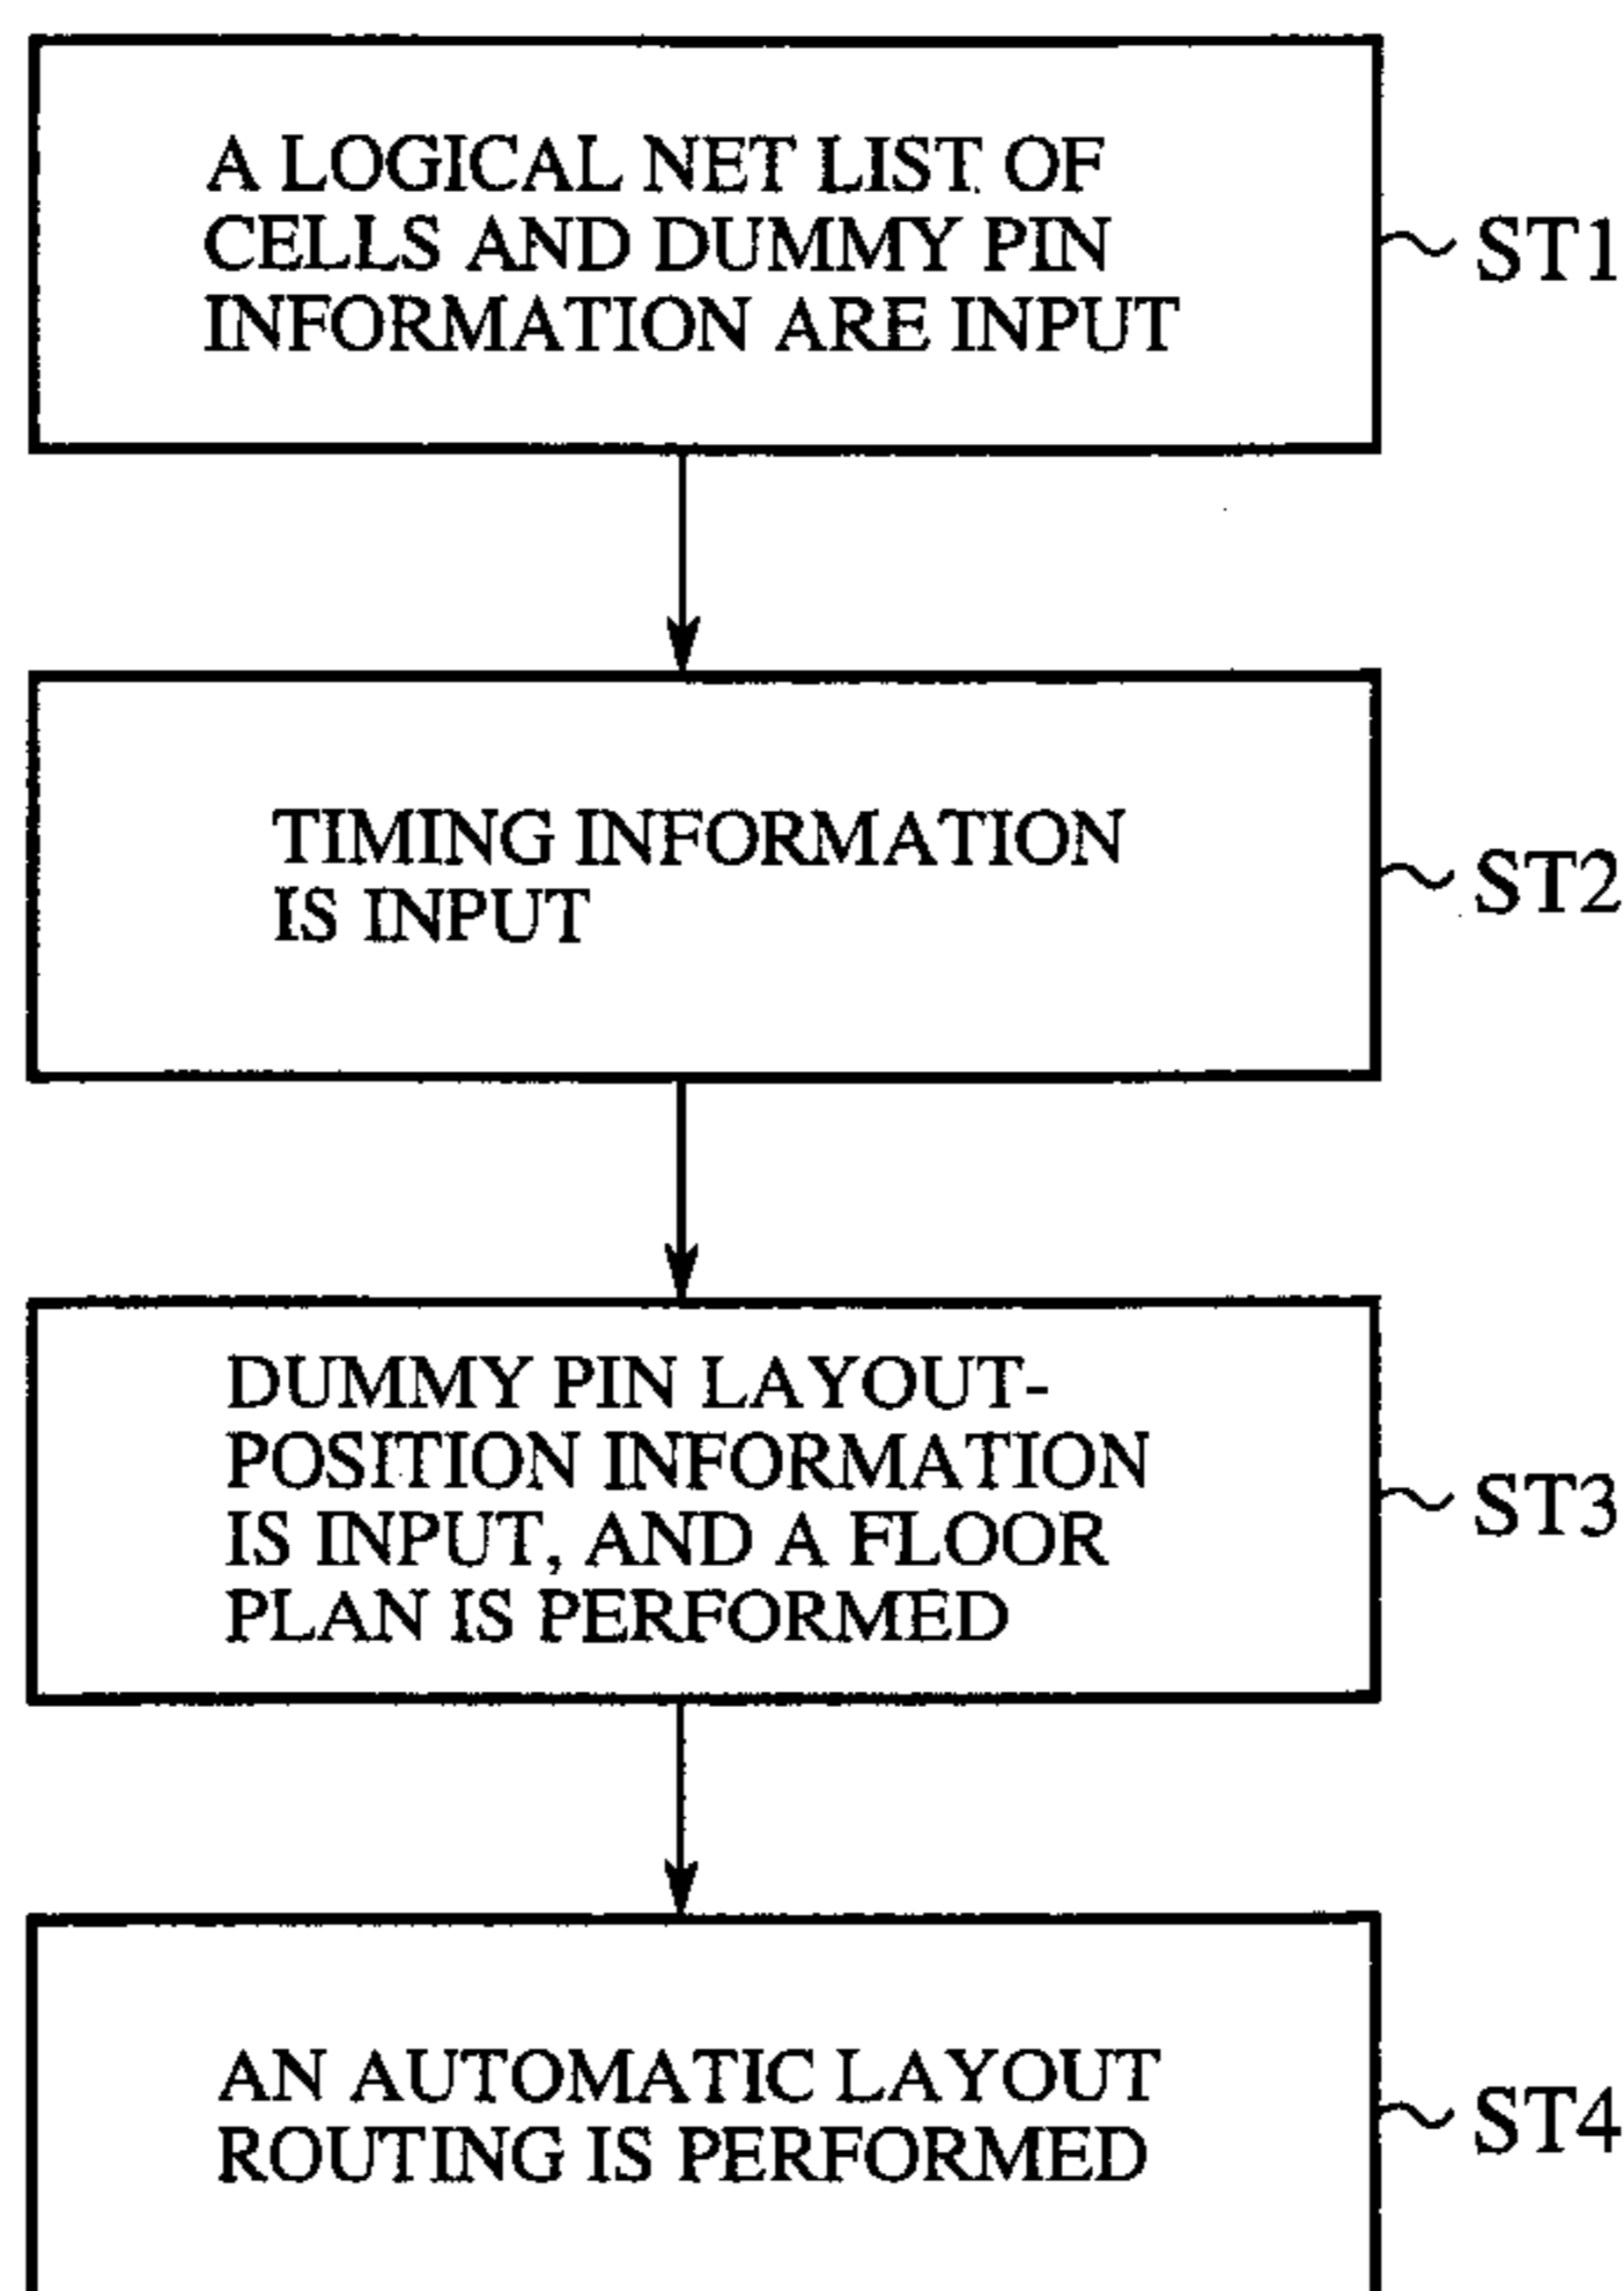 A LOGICAL NET LIST OF
CELLS AND DUMMY PIN
INFORMATION ARE INPUT
ST1
TIMING INFORMATION
IS INPUT
ST2
DUMMY PIN LAYOUT-
POSITION INFORMATION
IS INPUT, AND A FLOOR
PLAN IS PERFORMED
ST3
AN AUTOMATIC LAYOUT
ROUTING IS PERFORMED
ST4